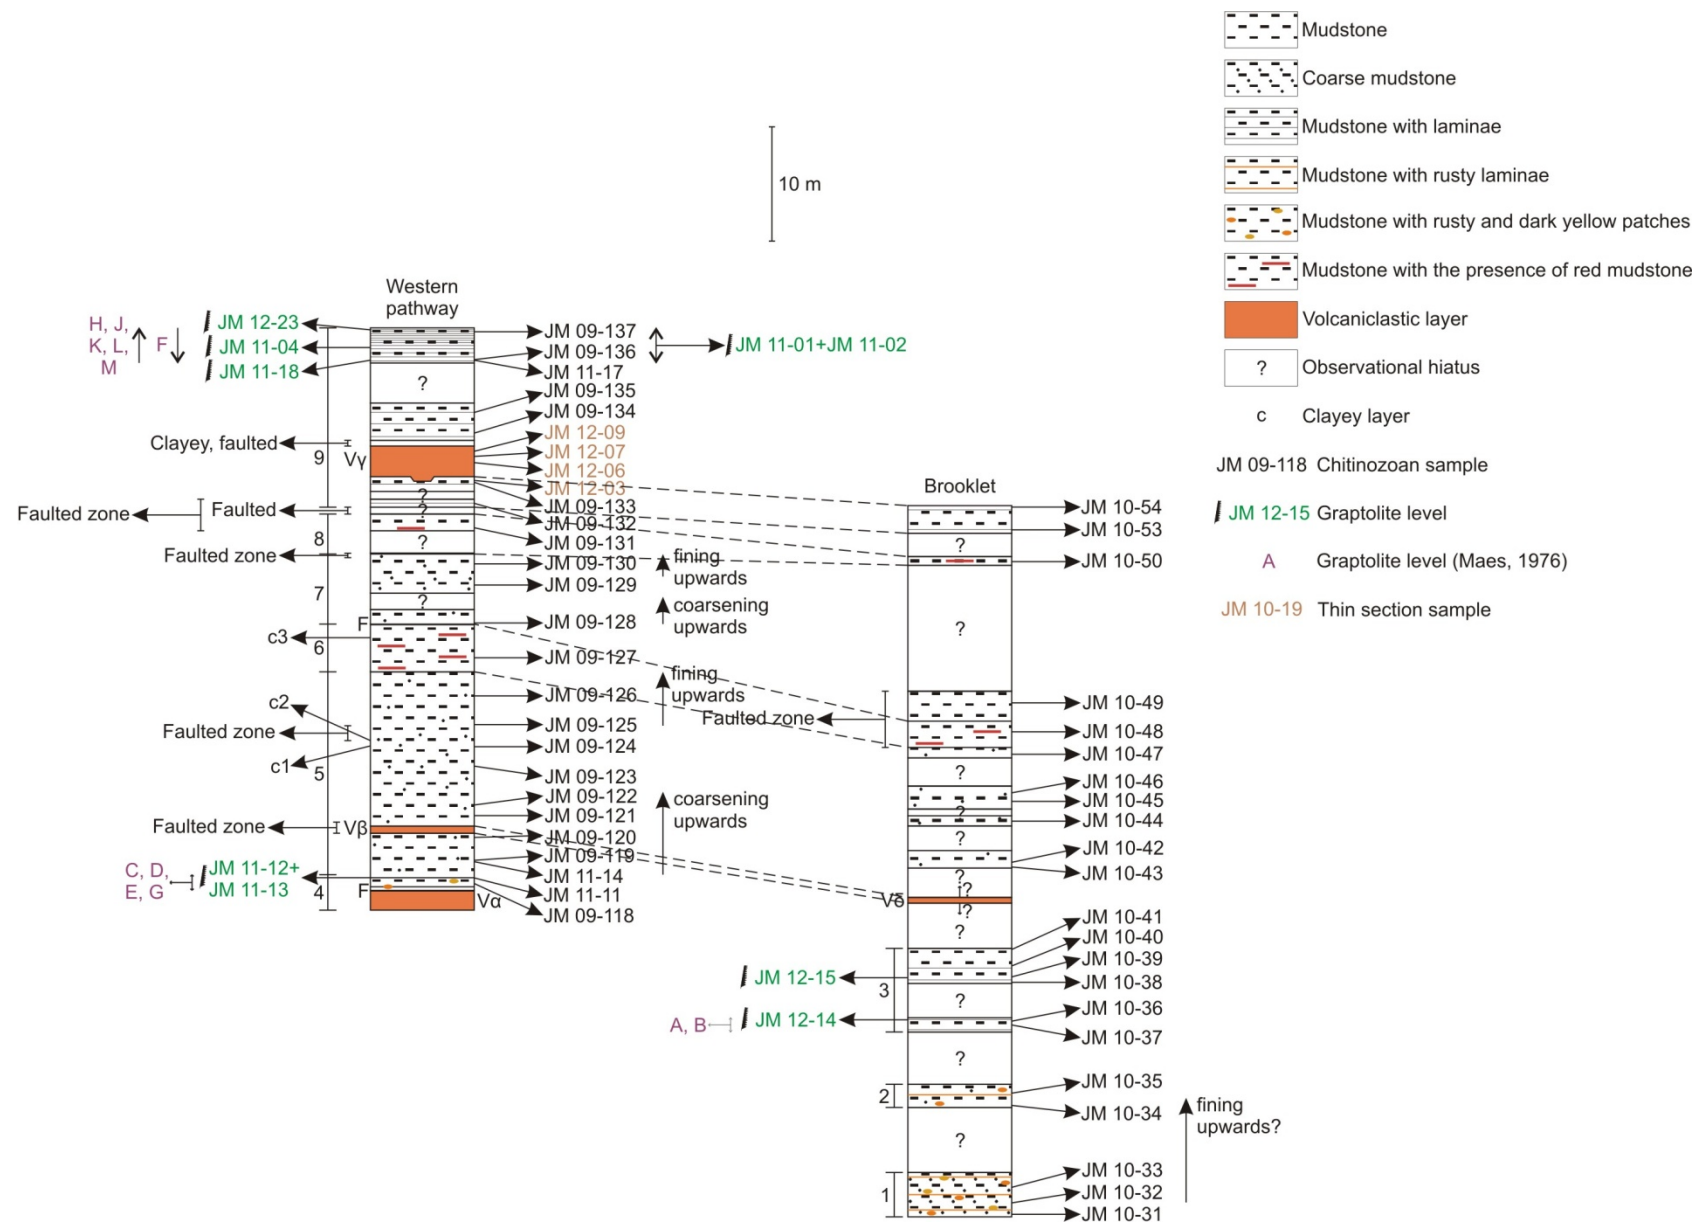 Mudstone
Coarse mudstone
Mudstone with laminae
Mudstone with rusty laminae
Mudstone with rusty and dark yellow patches
Mudstone with the presence of red mudstone
Volcaniclastic layer
? Observational hiatus
c Clayey layer
JM 09-118 Chitinozoan sample
JM 12-15 Graptolite level
A Graptolite level (Maes, 1976)
JM 10-19 Thin section sample
10 m
Western
pathway
H, J,
K, L,
M
F
JM 12-23
JM 11-04
JM 11-18
JM 09-137
JM 09-136
JM 11-17
JM 09-135
JM 09-134
JM 12-09
JM 12-07
JM 12-06
JM 12-03
JM 09-133
JM 09-132
JM 09-131
JM 09-130
JM 09-129
JM 09-128
JM 09-127
JM 09-126
JM 09-125
JM 09-124
JM 09-123
JM 09-122
JM 09-121
JM 09-120
JM 09-119
JM 11-14
JM 11-11
JM 09-118
JM 11-01+JM 11-02
?
?
?
?
?
Clayey, faulted
9
Vγ
Faulted zone
Faulted
8
Faulted zone
7
F
c3
6
c2
Faulted zone
c1
5
Faulted zone
Vβ
C, D,
E, G
JM 11-12+
JM 11-13
4
F
Vα
fining
upwards
coarsening
upwards
fining
upwards
coarsening
upwards
Brooklet
JM 10-54
JM 10-53
JM 10-50
JM 10-49
JM 10-48
JM 10-47
JM 10-46
JM 10-45
JM 10-44
JM 10-42
JM 10-43
JM 10-41
JM 10-40
JM 10-39
JM 10-38
JM 10-36
JM 10-37
JM 10-35
JM 10-34
JM 10-33
JM 10-32
JM 10-31
?
?
?
?
?
?
?
?
?
?
?
Faulted zone
Vδ
JM 12-15
3
A, B
JM 12-14
2
1
fining
upwards?